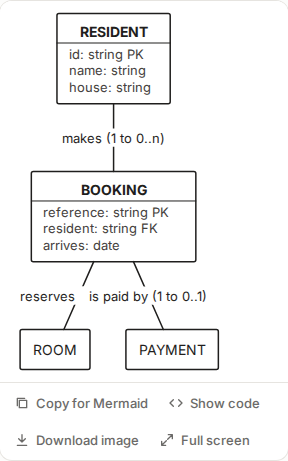 RESIDENT
id: string PK
name: string
house: string
makes (1 to 0..n)
BOOKING
reference: string PK
resident: string FK
arrives: date
reserves
is paid by (1 to 0..1)
ROOM
PAYMENT
Copy for Mermaid
Show code
Download image
Full screen